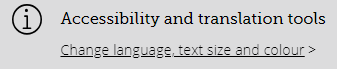 Accessibility and translation tools
Change language, text size and colour >